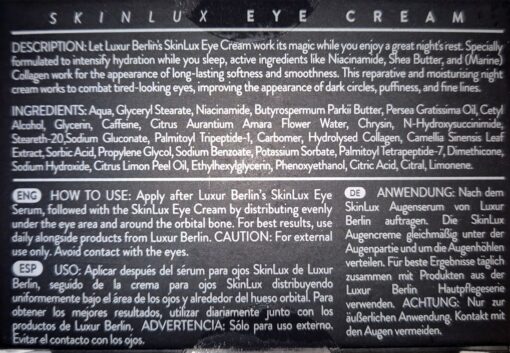 SKINLUX EYE CREAM
DESCRIPTION: Let Luxur Berlin's SkinLux Eye Cream work its magic while you enjoy a great night's rest. Specially
formulated to intensify hydration while you sleep, active ingredients like Niacinamide, Shea Butter, and (Marine)
Collagen work for the appearance of long-lasting softness and smoothness. This reparative and moisturising night
cream works to combat tired-looking eyes, improving the appearance of dark circles, puffiness, and fine lines.
INGREDIENTS: Aqua, Glyceryl Stearate, Niacinamide, Butyrospermum Parkii Butter, Persea Gratissima Oil, Cetyl
Alcohol, Glycerin, Caffeine, Citrus Aurantium Amara Flower Water, Chrysin, N-Hydroxysuccinimide,
Steareth-20,Sodium Gluconate, Palmitoyl Tripeptide-1, Carbomer, Hydrolysed Collagen, Camellia Sinensis Leaf
Extract, Sorbic Acid, Propylene Glycol, Sodium Benzoate, Potassium Sorbate, Palmitoyl Tetrapeptide-7, Dimethicone,
Sodium Hydroxide, Citrus Limon Peel Oil, Ethylhexylglycerin, Phenoxyethanol, Citric Acid, Citral, Limonene.
ENG HOW TO USE: Apply after Luxur Berlin's SkinLux Eye
Serum, followed with the SkinLux Eye Cream by distributing evenly
under the eye area and around the orbital bone. For best results, use
daily alongside products from Luxur Berlin. CAUTION: For external
use only. Avoid contact with the eyes.
ESP USO: Aplicar después del sérum para ojos SkinLux de Luxur
Berlin, seguido de la crema para ojos SkinLux distribuyendo
uniformemente bajo el área de los ojos y alrededor del hueso orbital. Para
obtener los mejores resultados, utilizar diariamente junto con los
productos de Luxur Berlin. ADVERTENCIA: Sólo para uso externo.
Evitar el contacto con los ojos.
DE ANWENDUNG: Nach dem
SkinLux Augenserum von Luxur
Berlin auftragen. Die SkinLux
Augencreme gleichmäßig unter der
Augenpartie und um die Augenhöhlen
verteilen. Für beste Ergebnisse täglich
zusammen mit Produkten aus der
Luxur Berlin Hautpflegeserie
verwenden. ACHTUNG: Nur zur
äußerlichen Anwendung. Kontakt mit
den Augen vermeiden.